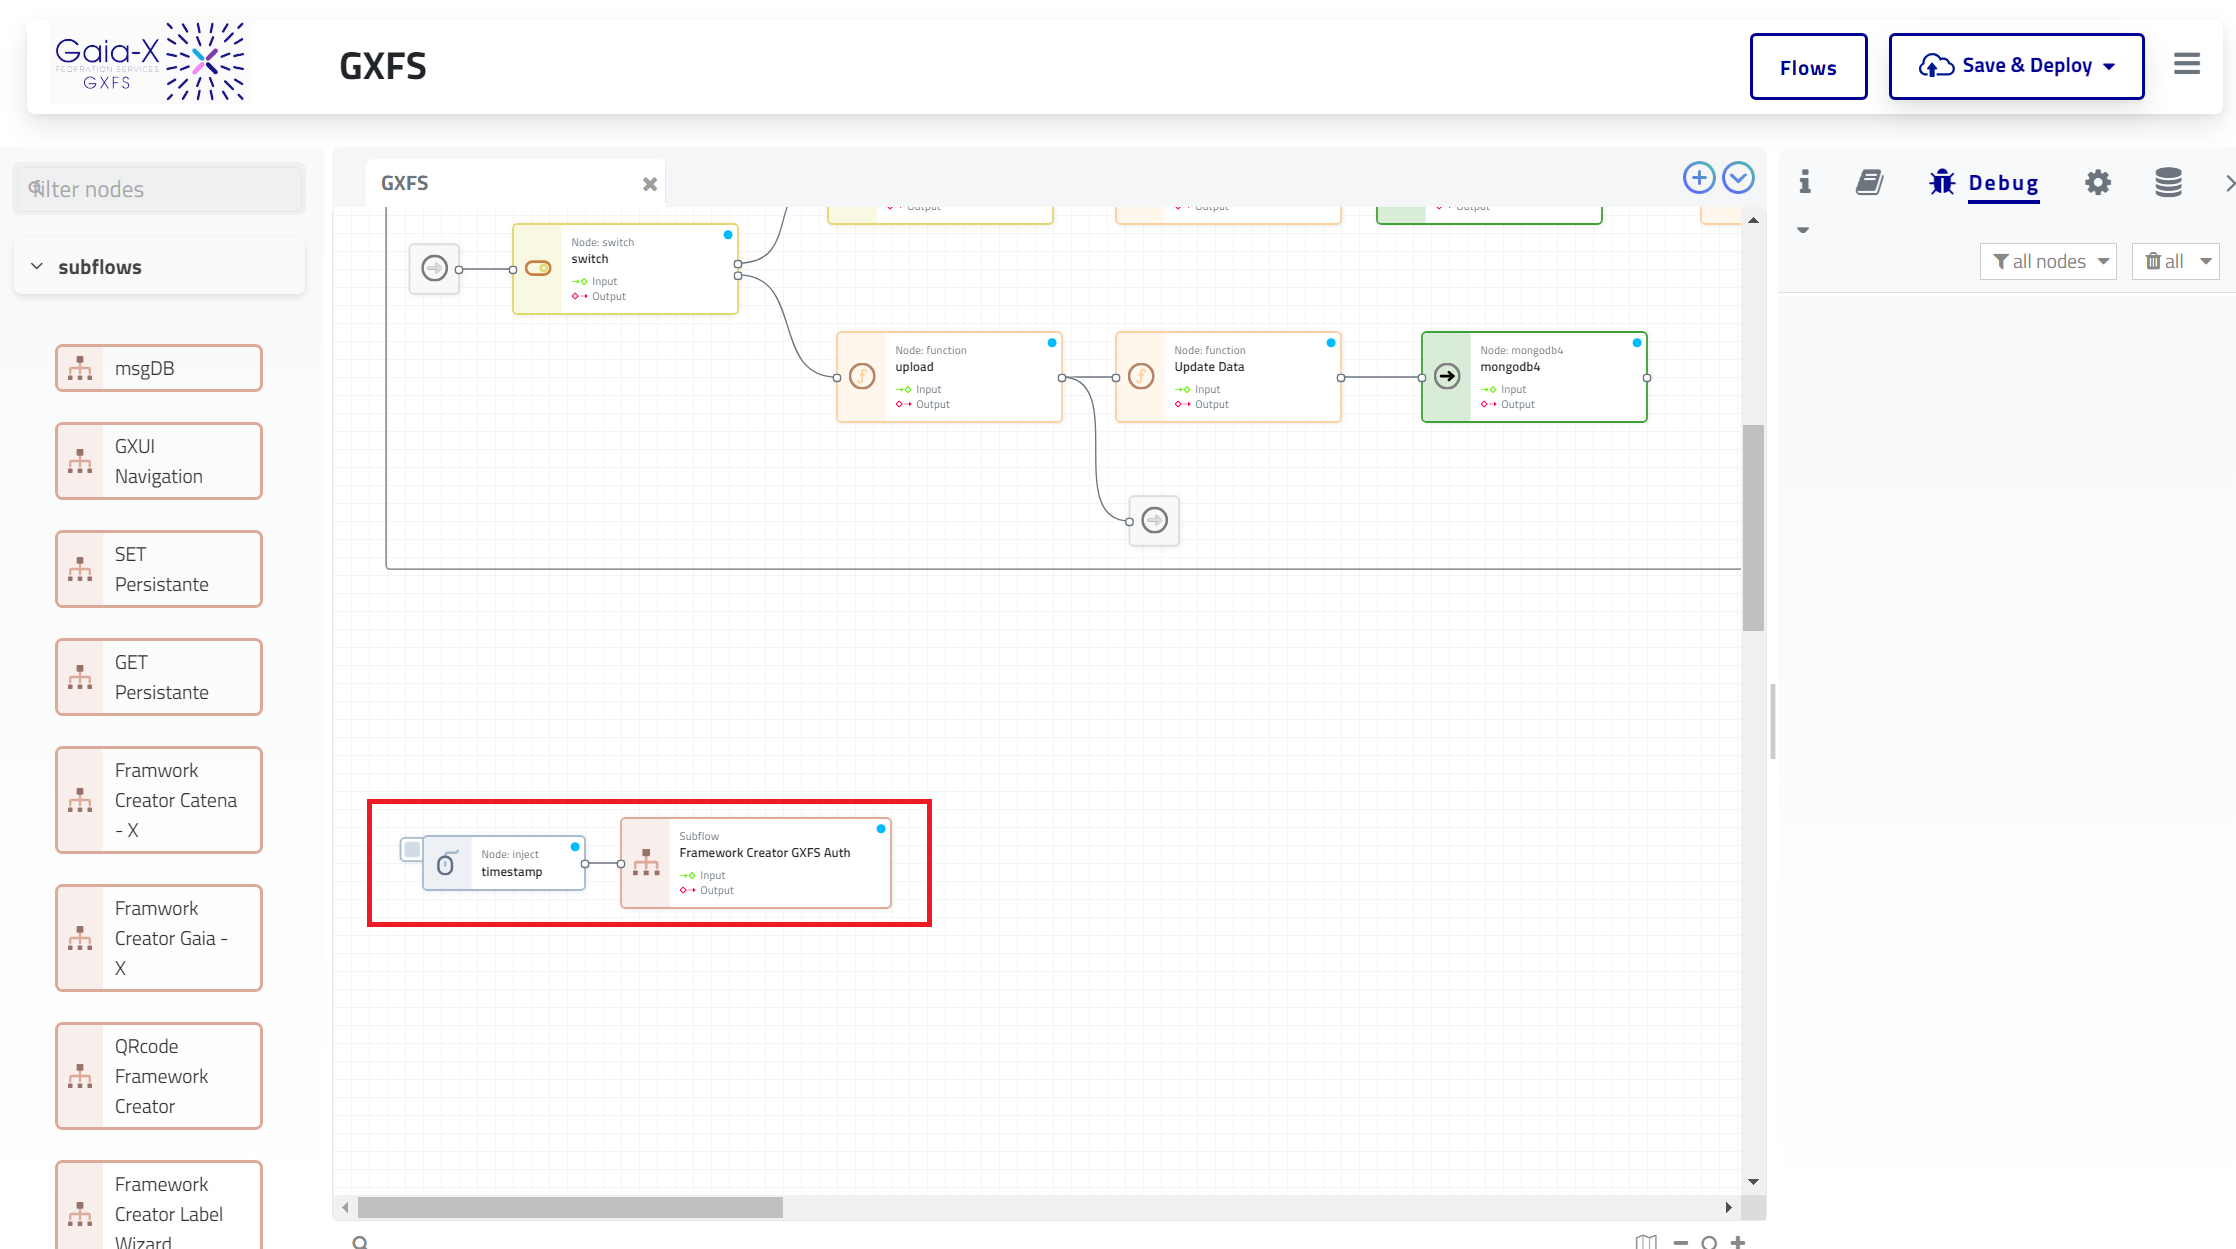 Gaia-X
FEDERATION SERVICES
GXFS
GXFS
Flows
Save & Deploy
filter nodes
subflows
msgDB
GXUI
Navigation
SET
Persistante
GET
Persistante
Framwork
Creator Catena
- X
Framwork
Creator Gaia -
X
QRcode
Framework
Creator
Framework
Creator Label
Wizard
GXFS
Output
Output
Output
Node: switch
switch
Input
Output
Node: function
upload
Input
Output
Node: function
Update Data
Input
Output
Node: mongodb4
mongodb4
Input
Output
Node: inject
timestamp
Subflow
Framework Creator GXFS Auth
Input
Output
Debug
all nodes
all